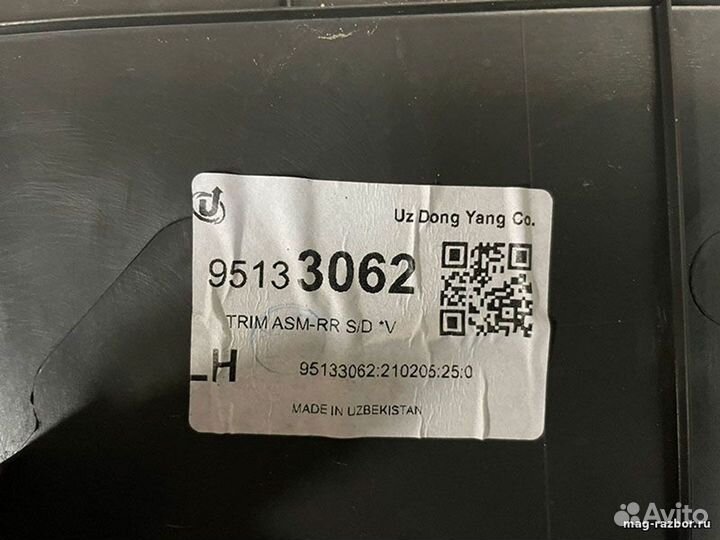 Uz Dong Yang Co.
95133062
TRIM ASM-RR S/D *V
LH
95133062:210205:25:0
MADE IN UZBEKISTAN
Avito
mag-razbor.ru